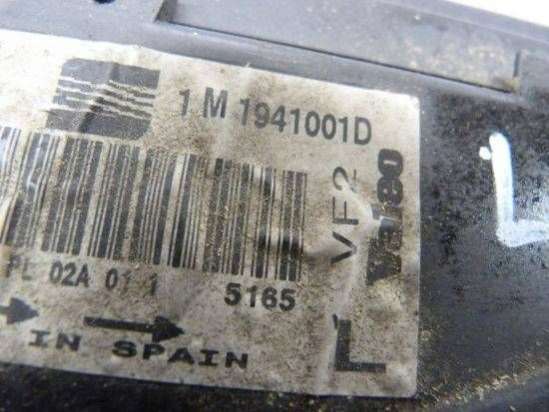 1 M 1941001D
VF2 Valeo
PL 02A 01 1 5165
IN SPAIN L
L